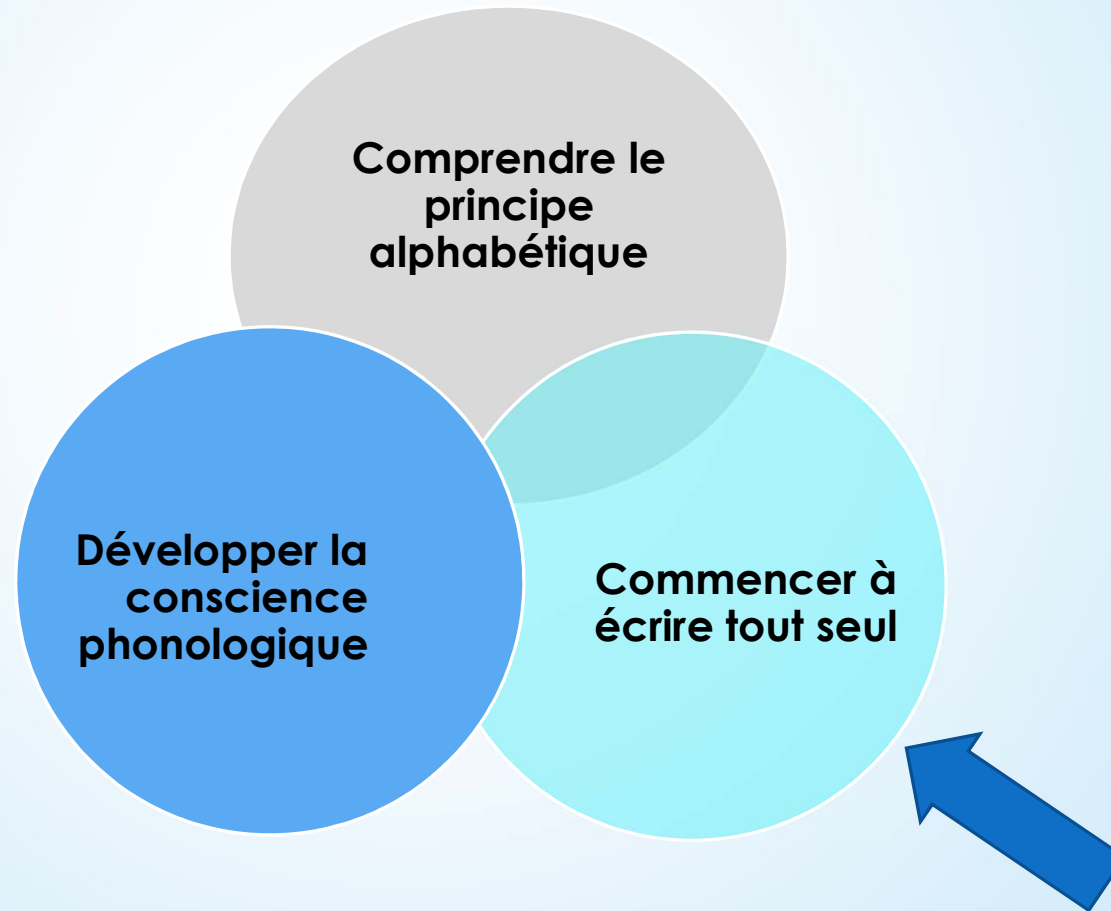 Comprendre le
principe
alphabétique
Développer la
conscience
phonologique
Commencer à
écrire tout seul